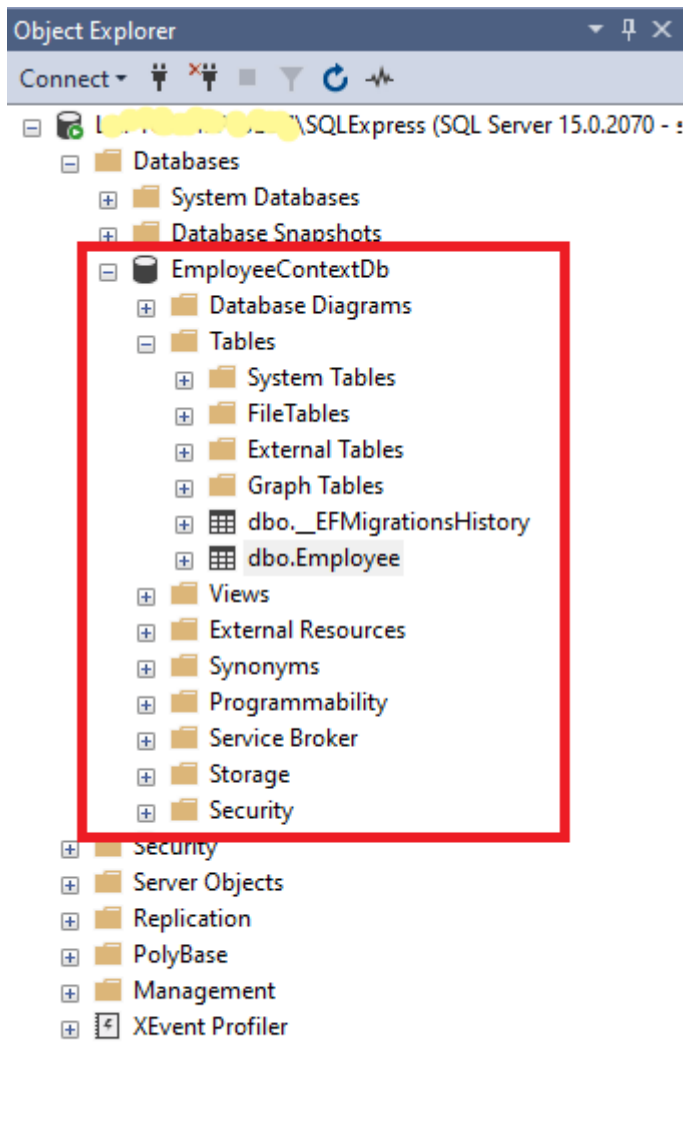 Object Explorer
Connect
\SQLExpress (SQL Server 15.0.2070 -
Databases
System Databases
Database Snapshots
EmployeeContextDb
Database Diagrams
Tables
System Tables
FileTables
External Tables
Graph Tables
dbo.__EFMigrationsHistory
dbo.Employee
Views
External Resources
Synonyms
Programmability
Service Broker
Storage
Security
Security
Server Objects
Replication
PolyBase
Management
XEvent Profiler